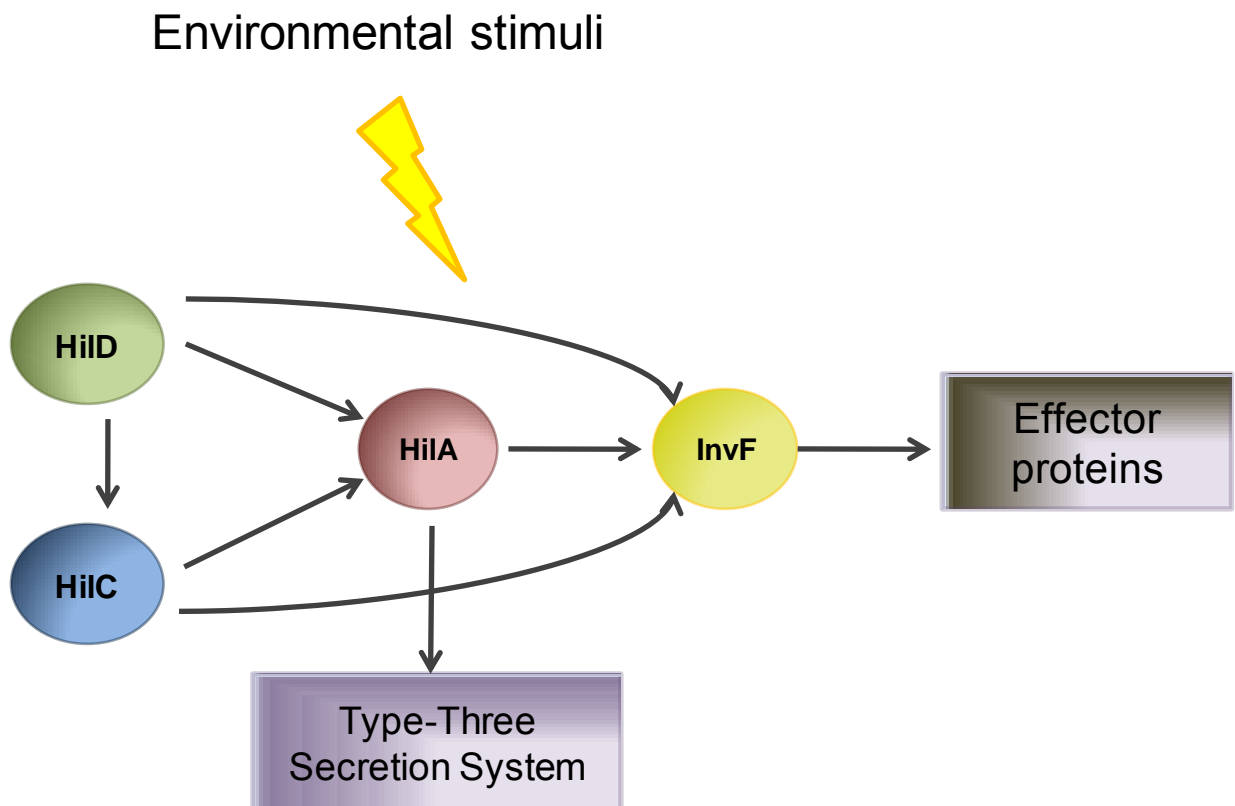 Environmental stimuli
HilD
HilA
InvF
Effector
proteins
HilC
Type-Three
Secretion System